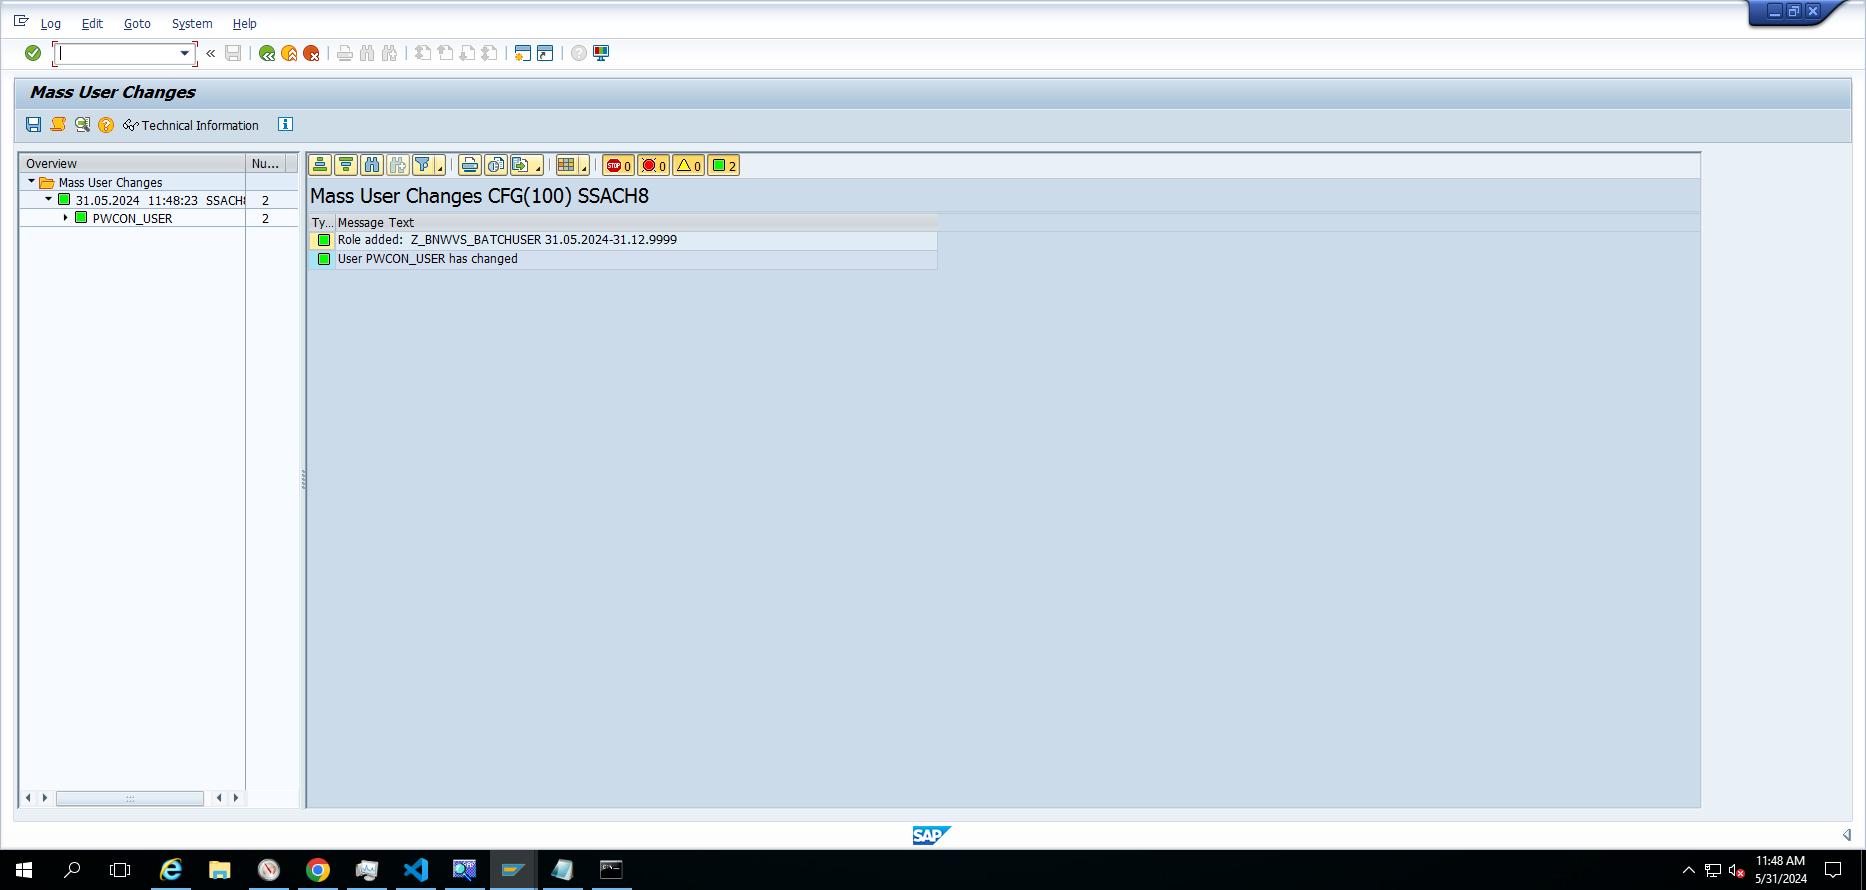 Log Edit Goto System Help
Mass User Changes
Technical Information
Overview Nu...
Mass User Changes
31.05.2024 11:48:23 SSACH8 2
PWCON_USER 2
STOP 0 0 0 2
Mass User Changes CFG(100) SSACH8
Ty... Message Text
Role added: Z_BNWVS_BATCHUSER 31.05.2024-31.12.9999
User PWCON_USER has changed
SAP
11:48 AM
5/31/2024